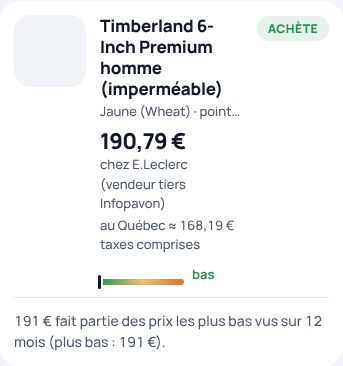 Timberland 6-
Inch Premium
homme
(imperméable)
ACHÈTE
Jaune (Wheat) · point…
190,79 €
chez E.Leclerc
(vendeur tiers
Infopavon)
au Québec ≈ 168,19 €
taxes comprises
bas
191 € fait partie des prix les plus bas vus sur 12
mois (plus bas : 191 €).